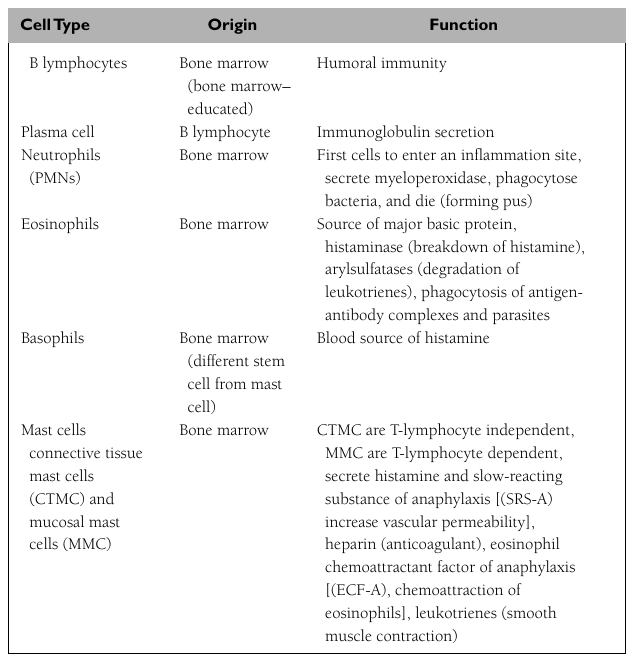 Cell Type Origin Function
B lymphocytes Bone marrow Humoral immunity
(bone marrow–
educated)
Plasma cell B lymphocyte Immunoglobulin secretion
Neutrophils Bone marrow First cells to enter an inflammation site,
(PMNs) secrete myeloperoxidase, phagocytose
bacteria, and die (forming pus)
Eosinophils Bone marrow Source of major basic protein,
histaminase (breakdown of histamine),
arylsulfatases (degradation of
leukotrienes), phagocytosis of antigen-
antibody complexes and parasites
Basophils Bone marrow Blood source of histamine
(different stem
cell from mast
cell)
Mast cells Bone marrow CTMC are T-lymphocyte independent,
connective tissue MMC are T-lymphocyte dependent,
mast cells secrete histamine and slow-reacting
(CTMC) and substance of anaphylaxis [(SRS-A)
mucosal mast increase vascular permeability],
cells (MMC) heparin (anticoagulant), eosinophil
chemoattractant factor of anaphylaxis
[(ECF-A), chemoattraction of
eosinophils], leukotrienes (smooth
muscle contraction)